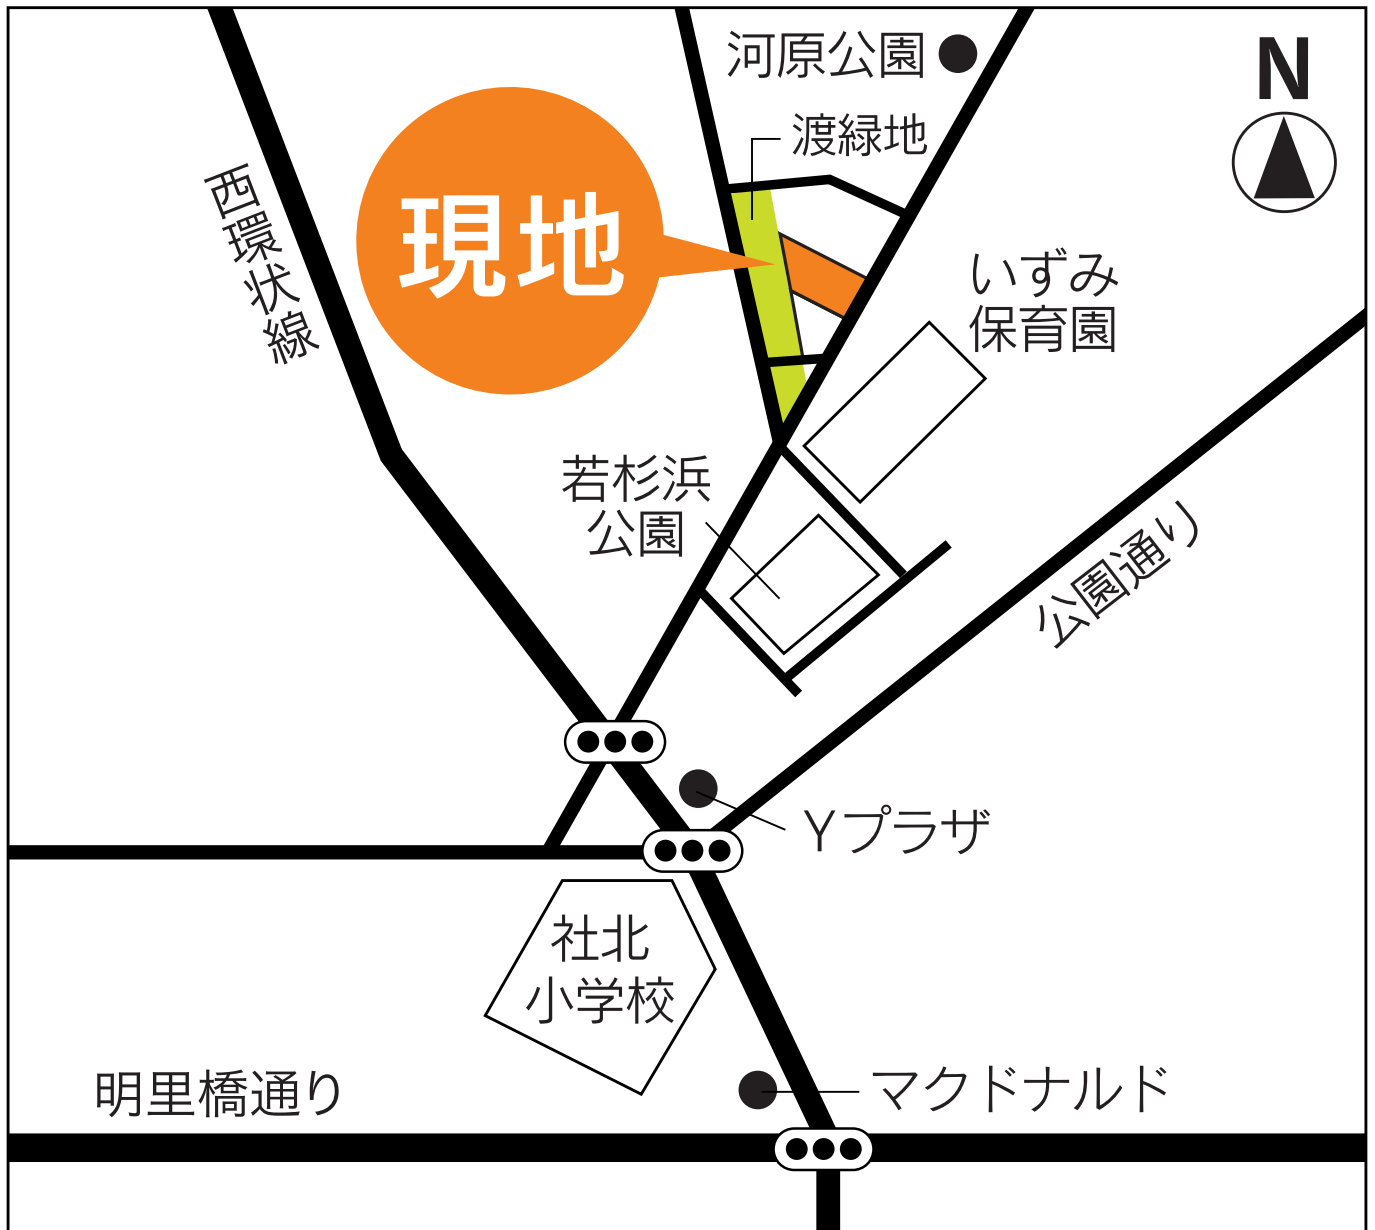 河原公園
N
渡緑地
西環状線
現地
いずみ
保育園
若杉浜
公園
公園通り
Yプラザ
社北
小学校
明里橋通り
マクドナルド